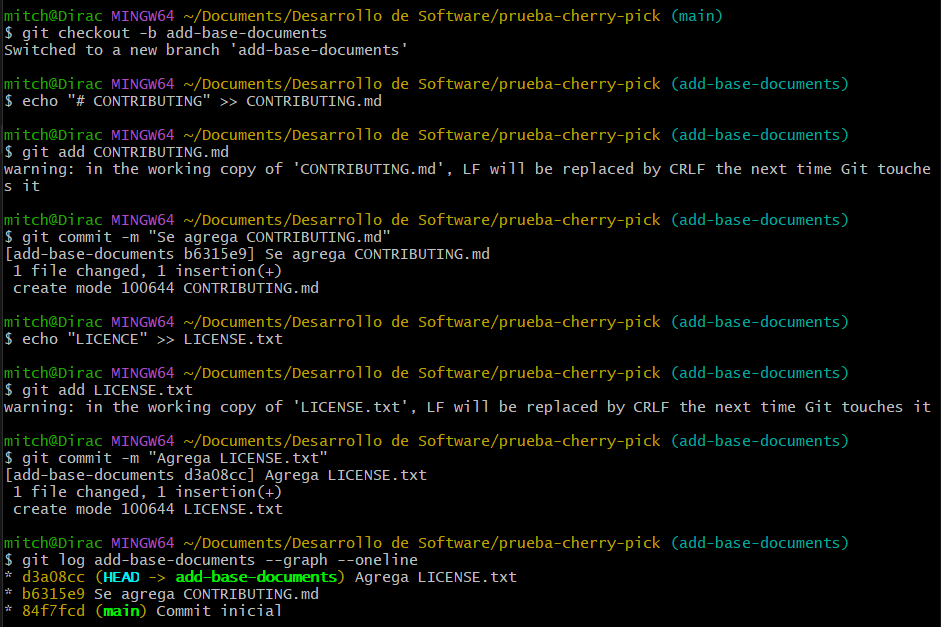 mitch@Dirac MINGW64 ~/Documents/Desarrollo de Software/prueba-cherry-pick (main)
$ git checkout -b add-base-documents
Switched to a new branch 'add-base-documents'
mitch@Dirac MINGW64 ~/Documents/Desarrollo de Software/prueba-cherry-pick (add-base-documents)
$ echo "# CONTRIBUTING" >> CONTRIBUTING.md
mitch@Dirac MINGW64 ~/Documents/Desarrollo de Software/prueba-cherry-pick (add-base-documents)
$ git add CONTRIBUTING.md
warning: in the working copy of 'CONTRIBUTING.md', LF will be replaced by CRLF the next time Git touche
s it
mitch@Dirac MINGW64 ~/Documents/Desarrollo de Software/prueba-cherry-pick (add-base-documents)
$ git commit -m "Se agrega CONTRIBUTING.md"
[add-base-documents b6315e9] Se agrega CONTRIBUTING.md
 1 file changed, 1 insertion(+)
 create mode 100644 CONTRIBUTING.md
mitch@Dirac MINGW64 ~/Documents/Desarrollo de Software/prueba-cherry-pick (add-base-documents)
$ echo "LICENCE" >> LICENSE.txt
mitch@Dirac MINGW64 ~/Documents/Desarrollo de Software/prueba-cherry-pick (add-base-documents)
$ git add LICENSE.txt
warning: in the working copy of 'LICENSE.txt', LF will be replaced by CRLF the next time Git touches it
mitch@Dirac MINGW64 ~/Documents/Desarrollo de Software/prueba-cherry-pick (add-base-documents)
$ git commit -m "Agrega LICENSE.txt"
[add-base-documents d3a08cc] Agrega LICENSE.txt
 1 file changed, 1 insertion(+)
 create mode 100644 LICENSE.txt
mitch@Dirac MINGW64 ~/Documents/Desarrollo de Software/prueba-cherry-pick (add-base-documents)
$ git log add-base-documents --graph --oneline
* d3a08cc (HEAD -> add-base-documents) Agrega LICENSE.txt
* b6315e9 Se agrega CONTRIBUTING.md
* 84f7fcd (main) Commit inicial